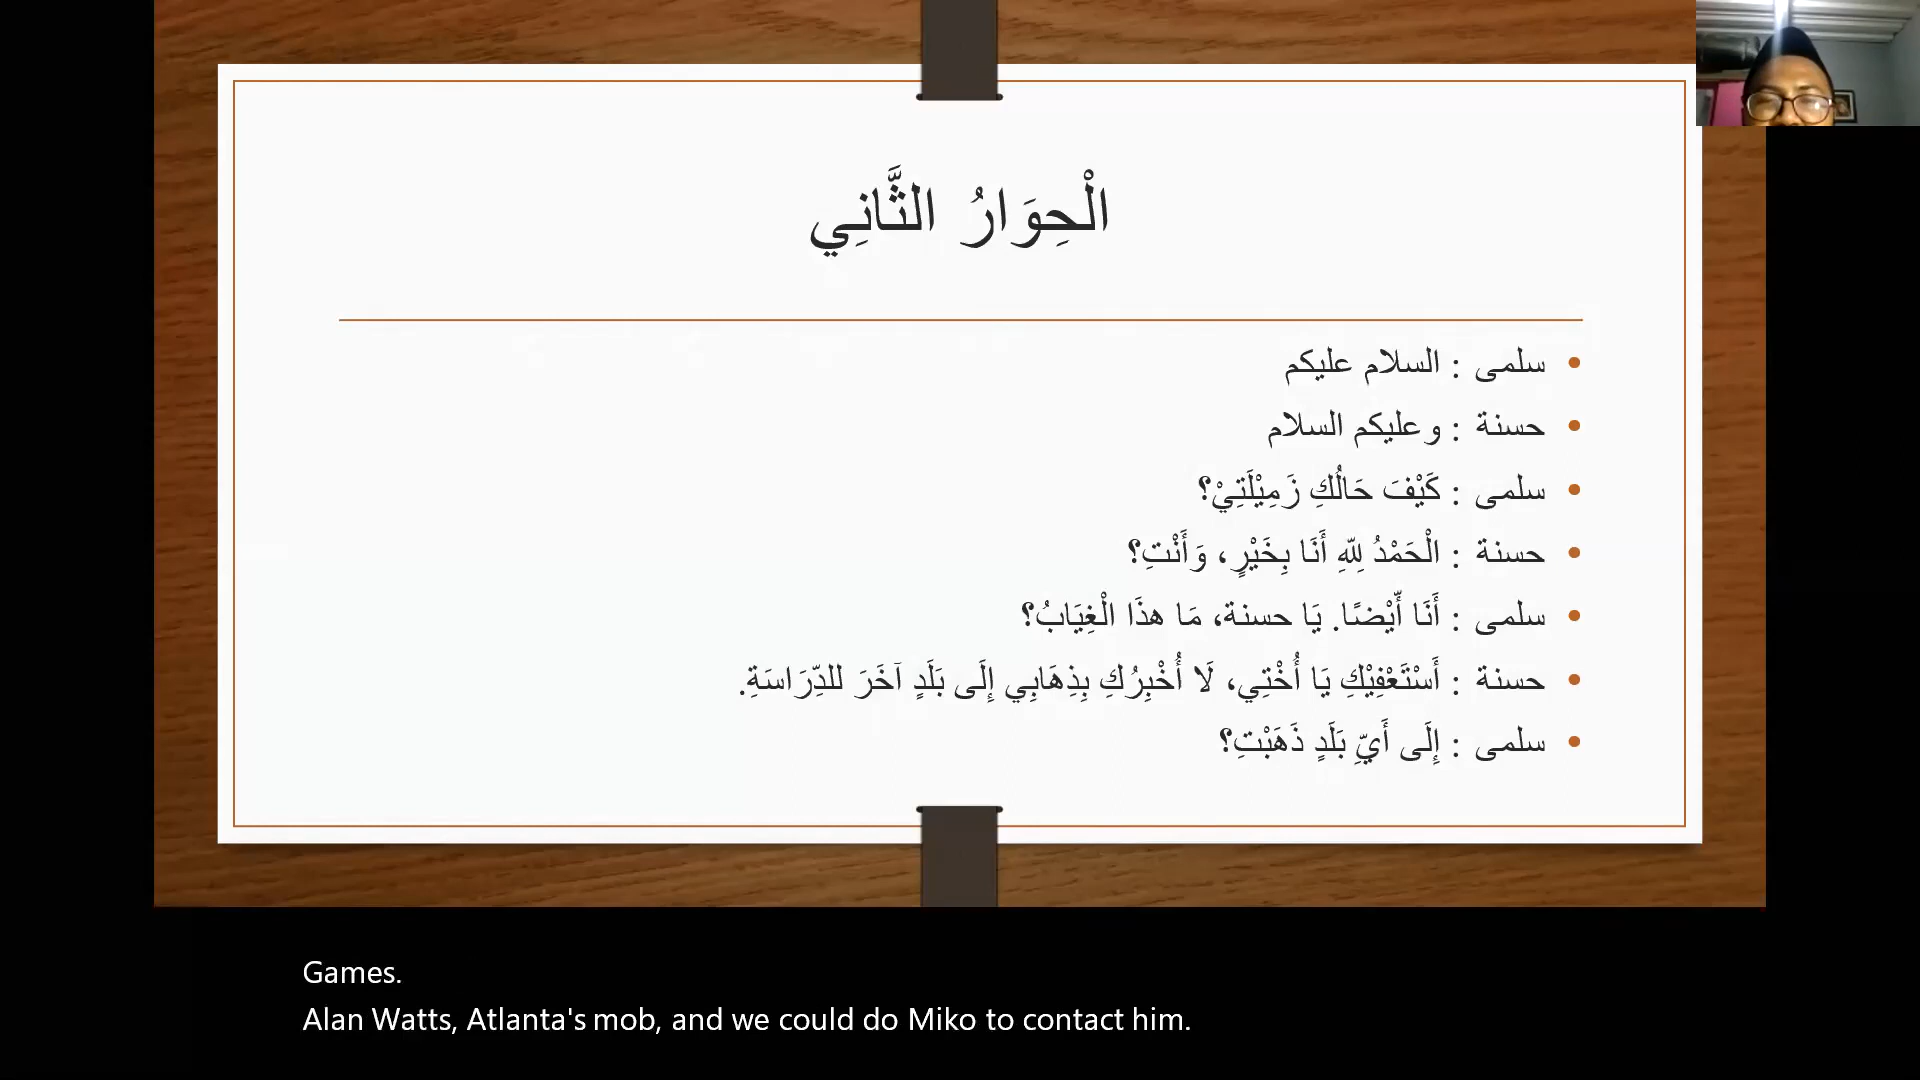 الْحِوَارُ الثَّانِي
• سلمى : السلام عليكم
• حسنة : وعليكم السلام
• سلمى : كَيْفَ حَالُكِ زَمِيْلَتِيْ؟
• حسنة : الْحَمْدُ لِلّٰهِ أَنَا بِخَيْرٍ، وَأَنْتِ؟
• سلمى : أَنَا أَيْضًا. يَا حسنة، مَا هذَا الْغِيَابُ؟
• حسنة : أَسْتَعْفِيْكِ يَا أُخْتِي، لَا أُخْبِرُكِ بِذِهَابِي إِلَى بَلَدٍ آخَرَ للدِّرَاسَةِ.
• سلمى : إِلَى أَيِّ بَلَدٍ ذَهَبْتِ؟
Games.
Alan Watts, Atlanta's mob, and we could do Miko to contact him.